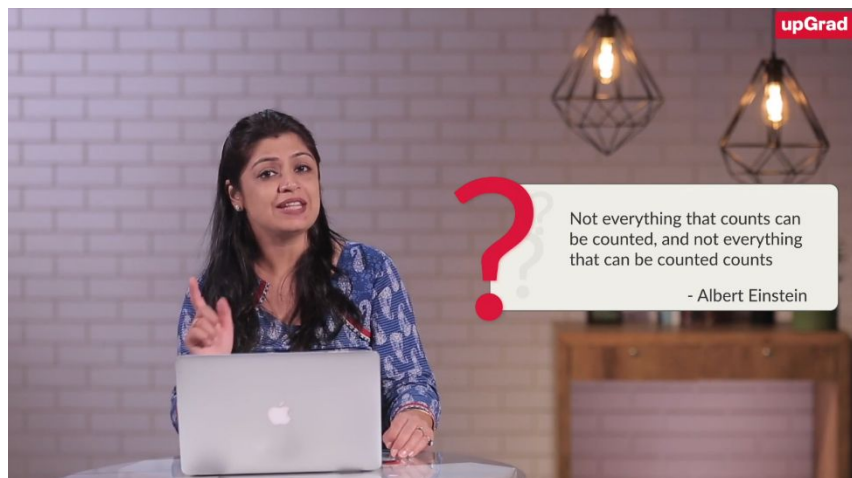 upGrad
Not everything that counts can
be counted, and not everything
that can be counted counts
- Albert Einstein